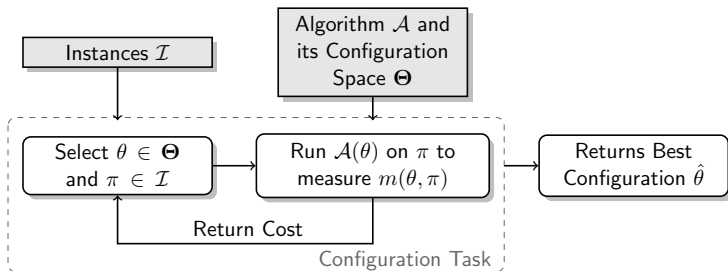 Instances ℐ
Algorithm 𝒜 and
its Configuration
Space Θ
Select θ ∈ Θ
and π ∈ ℐ
Run 𝒜(θ) on π to
measure m(θ, π)
Returns Best
Configuration θ̂
Return Cost
Configuration Task